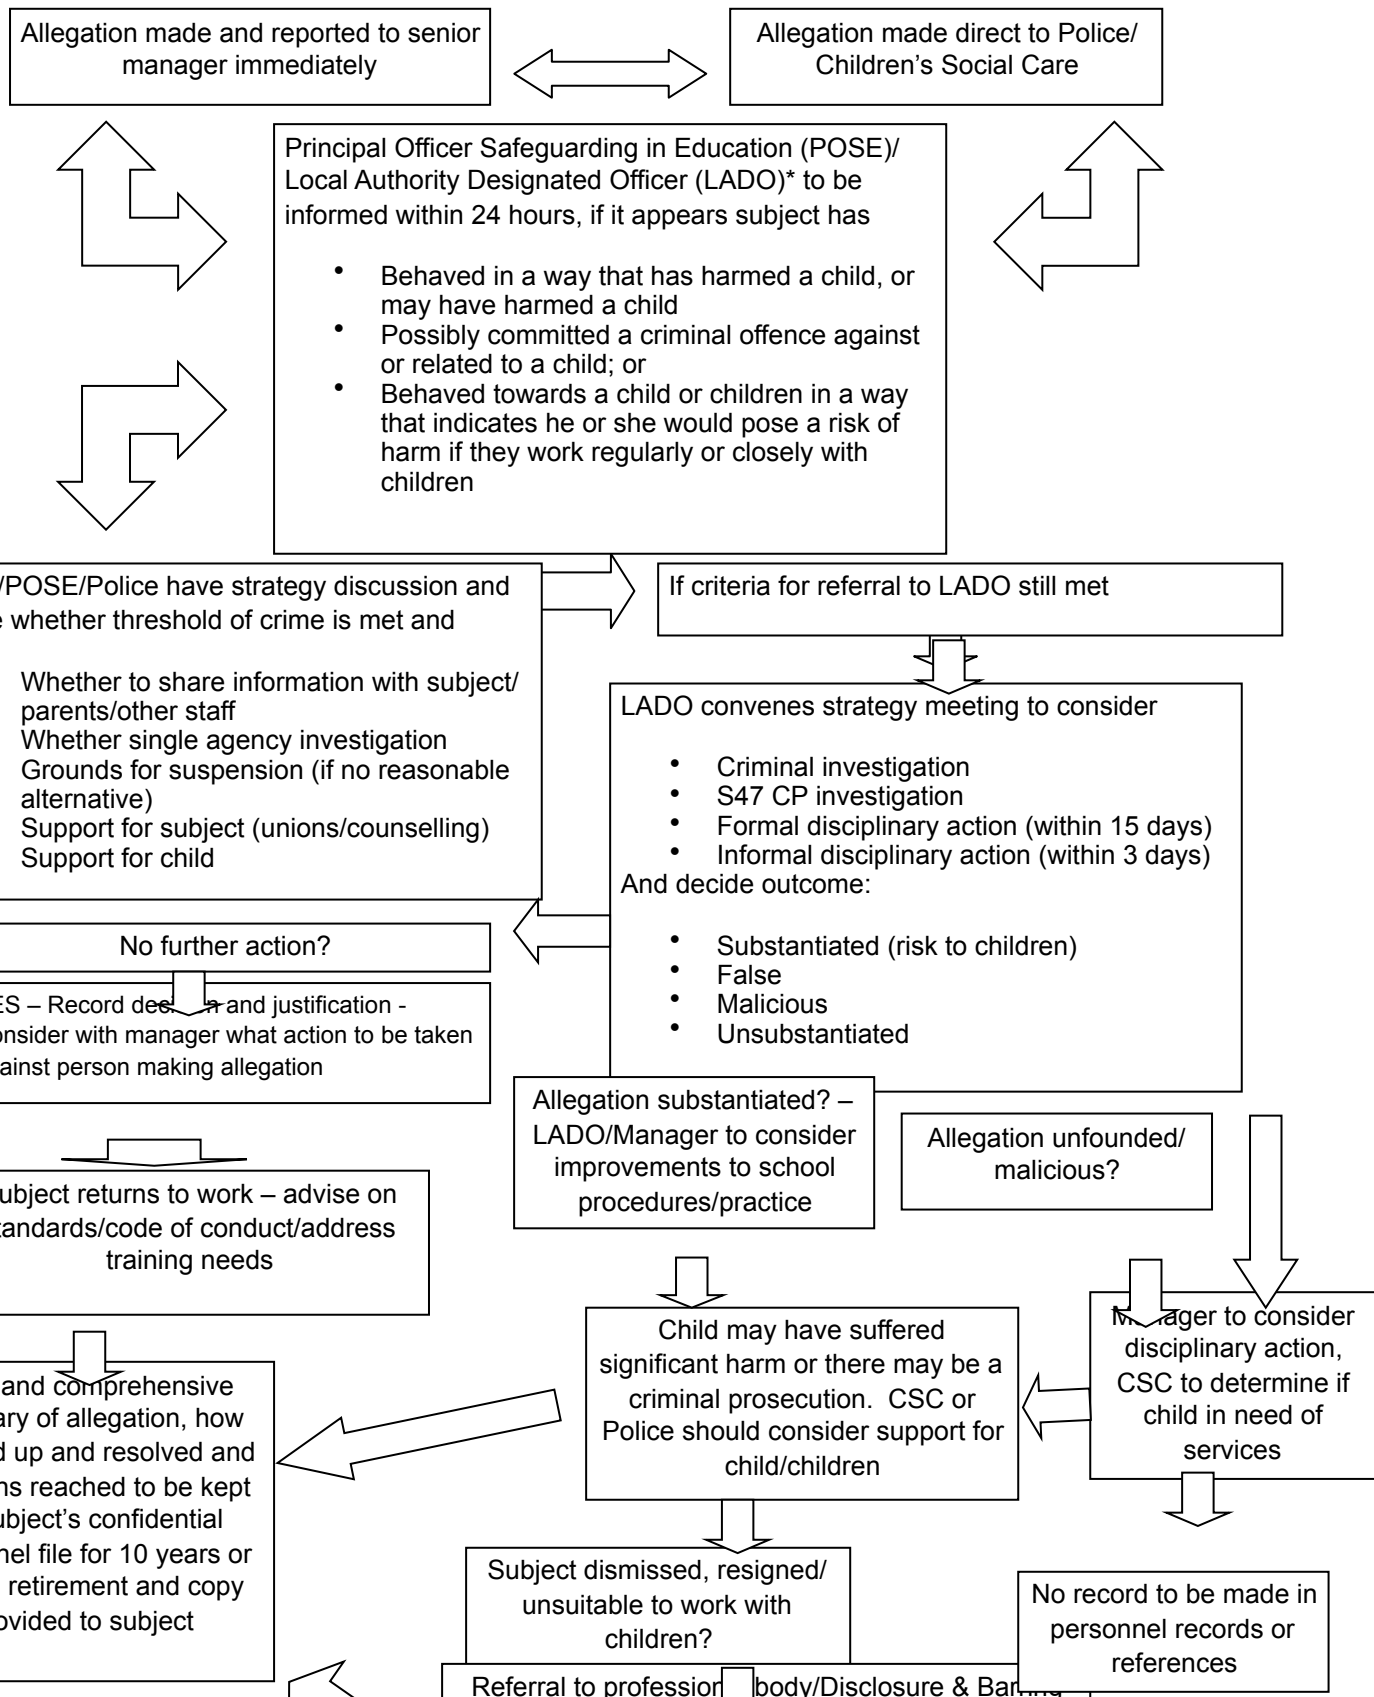 Allegation made and reported to senior
manager immediately
Allegation made direct to Police/
Children's Social Care
Principal Officer Safeguarding in Education (POSE)/
Local Authority Designated Officer (LADO)* to be
informed within 24 hours, if it appears subject has
• Behaved in a way that has harmed a child, or
may have harmed a child
• Possibly committed a criminal offence against
or related to a child; or
• Behaved towards a child or children in a way
that indicates he or she would pose a risk of
harm if they work regularly or closely with
children
/POSE/Police have strategy discussion and
whether threshold of crime is met and
Whether to share information with subject/
parents/other staff
Whether single agency investigation
Grounds for suspension (if no reasonable
alternative)
Support for subject (unions/counselling)
Support for child
If criteria for referral to LADO still met
LADO convenes strategy meeting to consider
• Criminal investigation
• S47 CP investigation
• Formal disciplinary action (within 15 days)
• Informal disciplinary action (within 3 days)
And decide outcome:
• Substantiated (risk to children)
• False
• Malicious
• Unsubstantiated
No further action?
– Record and justification -
with manager what action to be taken
person making allegation
returns to work – advise on
of conduct/address
training needs
and comprehensive
of allegation, how
up and resolved and
reached to be kept
confidential
file for 10 years or
retirement and copy
to subject
Allegation substantiated? –
LADO/Manager to consider
improvements to school
procedures/practice
Allegation unfounded/
malicious?
Child may have suffered
significant harm or there may be a
criminal prosecution. CSC or
Police should consider support for
child/children
to consider
disciplinary action,
CSC to determine if
child in need of
services
Subject dismissed, resigned/
unsuitable to work with
children?
No record to be made in
personnel records or
references
Referral to body/Disclosure &